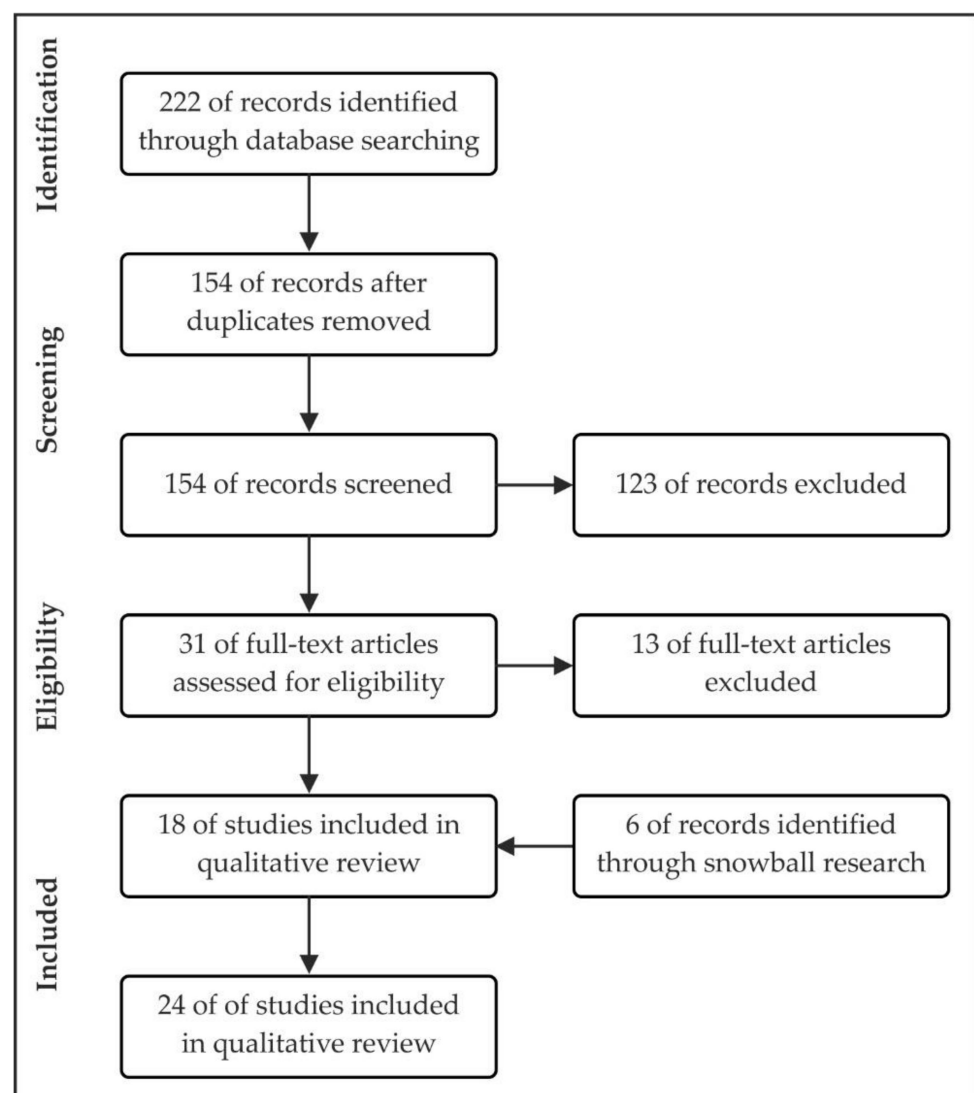 Identification
222 of records identified
through database searching
Screening
154 of records after
duplicates removed
154 of records screened
123 of records excluded
Eligibility
31 of full-text articles
assessed for eligibility
13 of full-text articles
excluded
Included
18 of studies included in
qualitative review
6 of records identified
through snowball research
24 of of studies included
in qualitative review